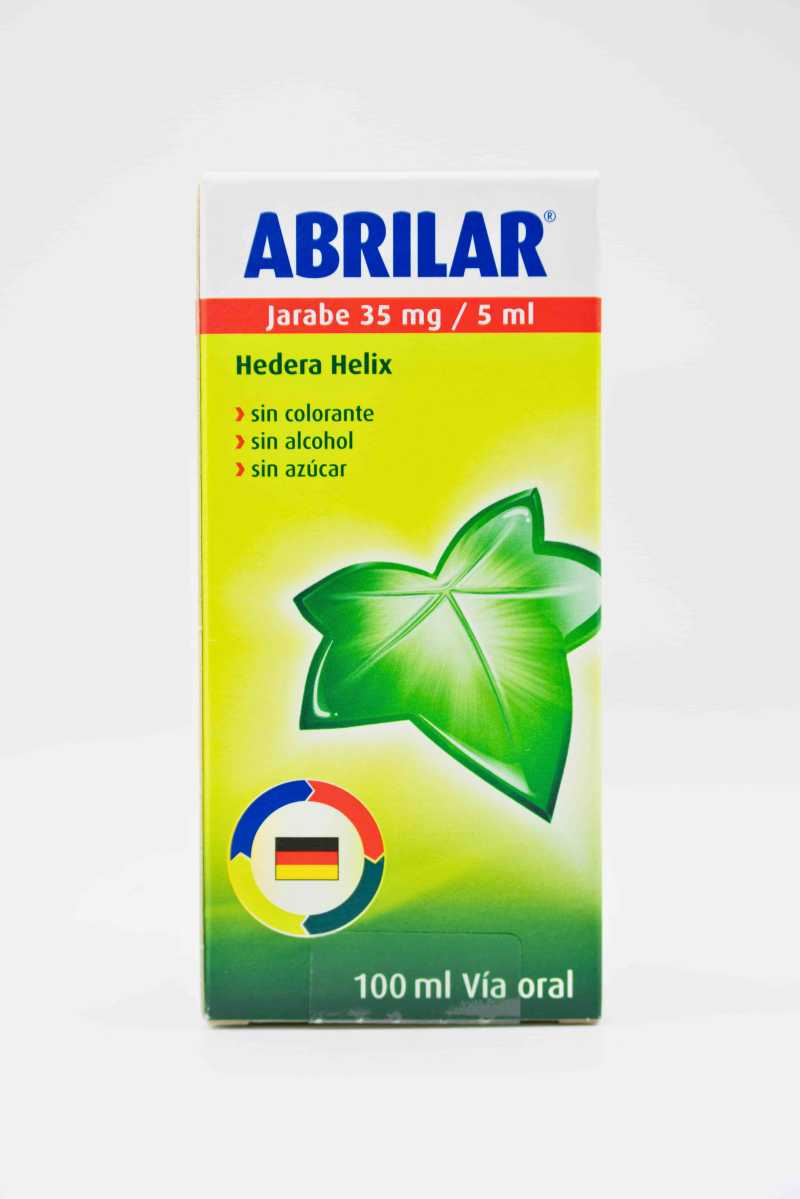 ABRILAR®
Jarabe 35 mg / 5 ml
Hedera Helix
› sin colorante
› sin alcohol
› sin azúcar
100 ml Vía oral